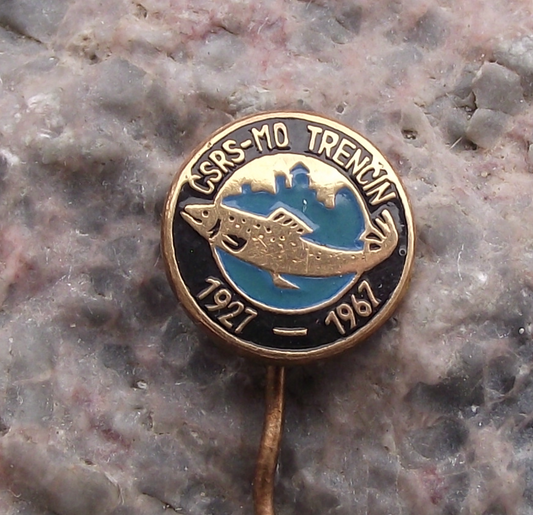 ČSRS-MO TRENČÍN
1927 — 1967